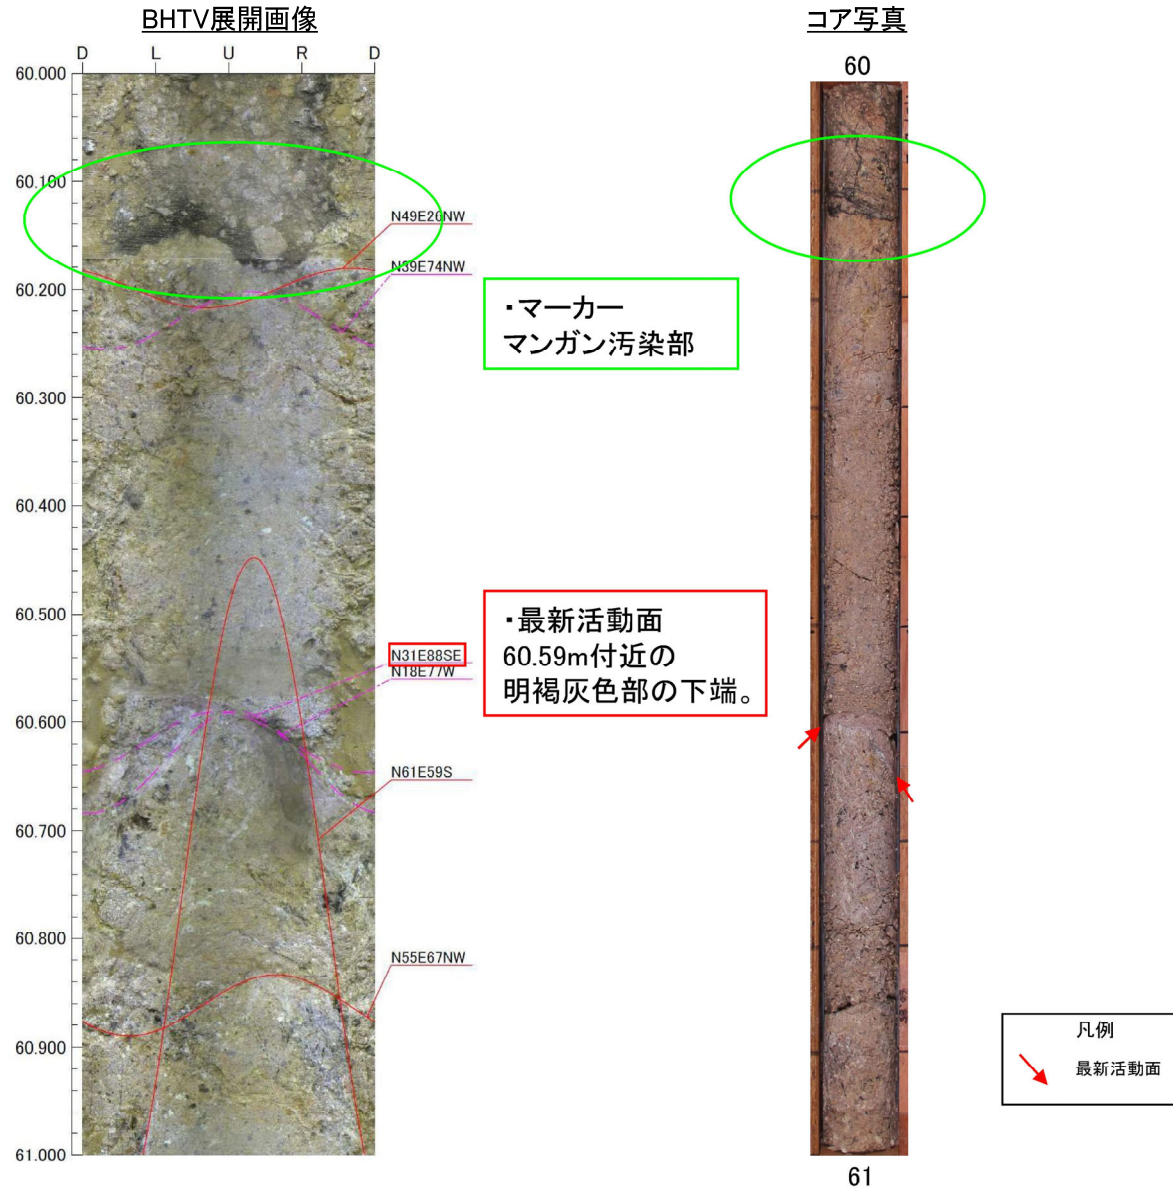 BHTV展開画像
コア写真
D L U R D
60
60.000
60.100
60.200
60.300
60.400
60.500
60.600
60.700
60.800
60.900
61.000
N49E26NW
N39E74NW
・マーカー
マンガン汚染部
・最新活動面
60.59m付近の
明褐灰色部の下端。
N31E88SE
N18E77W
N61E59S
N55E67NW
凡例
最新活動面
61